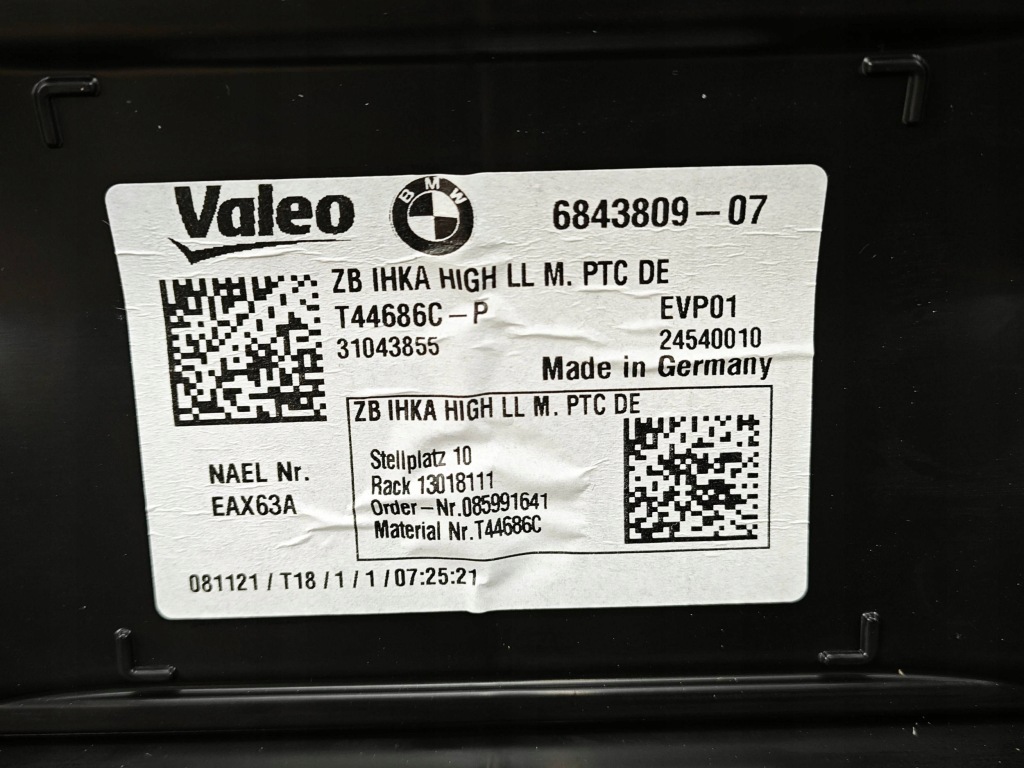 Valeo BMW 6843809-07
ZB IHKA HIGH LL M. PTC DE
T44686C-P EVP01
31043855 24540010
Made in Germany
ZB IHKA HIGH LL M. PTC DE
Stellplatz 10
Rack 13018111
Order-Nr.085991641
Material Nr.T44686C
NAEL Nr.
EAX63A
081121/T18/1/1/07:25:21